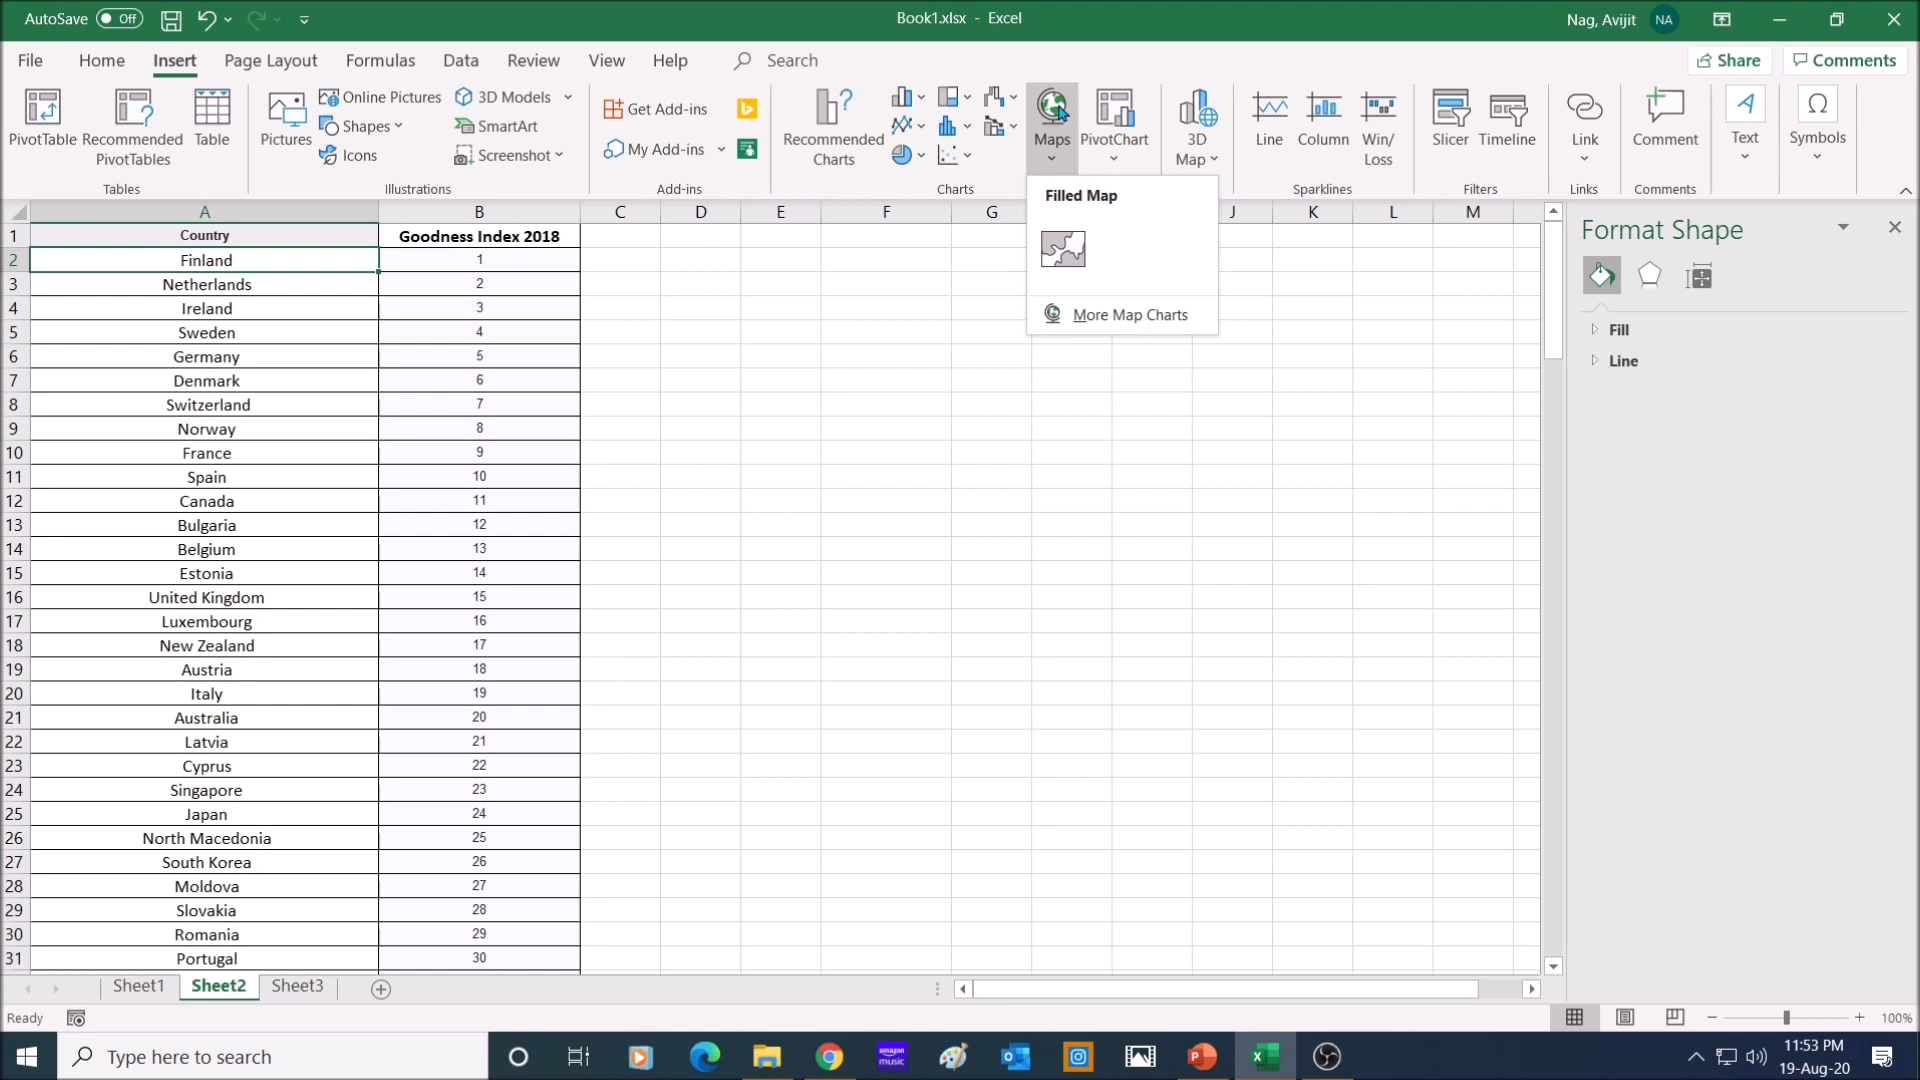 AutoSave Off
Book1.xlsx - Excel
Nag, Avijit NA
File Home Insert Page Layout Formulas Data Review View Help Search Share Comments
PivotTable
Recommended PivotTables
Table
Tables
Pictures
Online Pictures
Shapes
Icons
3D Models
SmartArt
Screenshot
Illustrations
Get Add-ins
My Add-ins
Add-ins
Recommended Charts
Maps
PivotChart
Charts
3D Map
Line
Column
Win/ Loss
Sparklines
Slicer
Timeline
Filters
Link
Links
Comment
Comments
Text
Symbols
Filled Map
More Map Charts
A B C D E F G J K L M
1 Country Goodness Index 2018
2 Finland 1
3 Netherlands 2
4 Ireland 3
5 Sweden 4
6 Germany 5
7 Denmark 6
8 Switzerland 7
9 Norway 8
10 France 9
11 Spain 10
12 Canada 11
13 Bulgaria 12
14 Belgium 13
15 Estonia 14
16 United Kingdom 15
17 Luxembourg 16
18 New Zealand 17
19 Austria 18
20 Italy 19
21 Australia 20
22 Latvia 21
23 Cyprus 22
24 Singapore 23
25 Japan 24
26 North Macedonia 25
27 South Korea 26
28 Moldova 27
29 Slovakia 28
30 Romania 29
31 Portugal 30
Format Shape
Fill
Line
Sheet1 Sheet2 Sheet3
Ready
100%
Type here to search
amazon music
11:53 PM
19-Aug-20